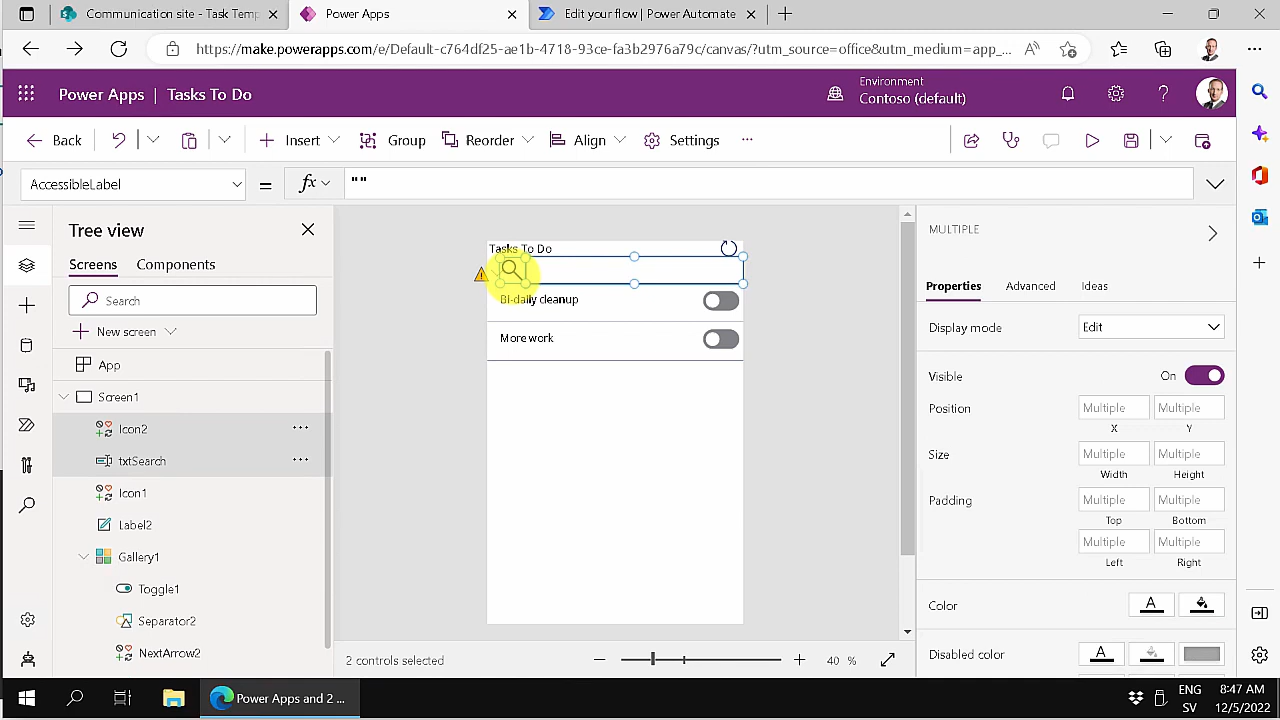 Communication site - Task Temp
Power Apps
Edit your flow | Power Automate
https://make.powerapps.com/e/Default-c764df25-ae1b-4718-93ce-fa3b2976a79c/canvas/?utm_source=office&utm_medium=app_...
Power Apps | Tasks To Do
Environment
Contoso (default)
Back
Insert
Group
Reorder
Align
Settings
AccessibleLabel
=
fx
""
Tree view
Screens
Components
Search
New screen
App
Screen1
Icon2
txtSearch
Icon1
Label2
Gallery1
Toggle1
Separator2
NextArrow2
Tasks To Do
Bi-daily cleanup
More work
2 controls selected
40 %
MULTIPLE
Properties
Advanced
Ideas
Display mode
Edit
Visible
On
Position
Multiple
Multiple
X
Y
Size
Multiple
Multiple
Width
Height
Padding
Multiple
Multiple
Top
Bottom
Multiple
Multiple
Left
Right
Color
Disabled color
Power Apps and 2 ...
ENG
SV
8:47 AM
12/5/2022